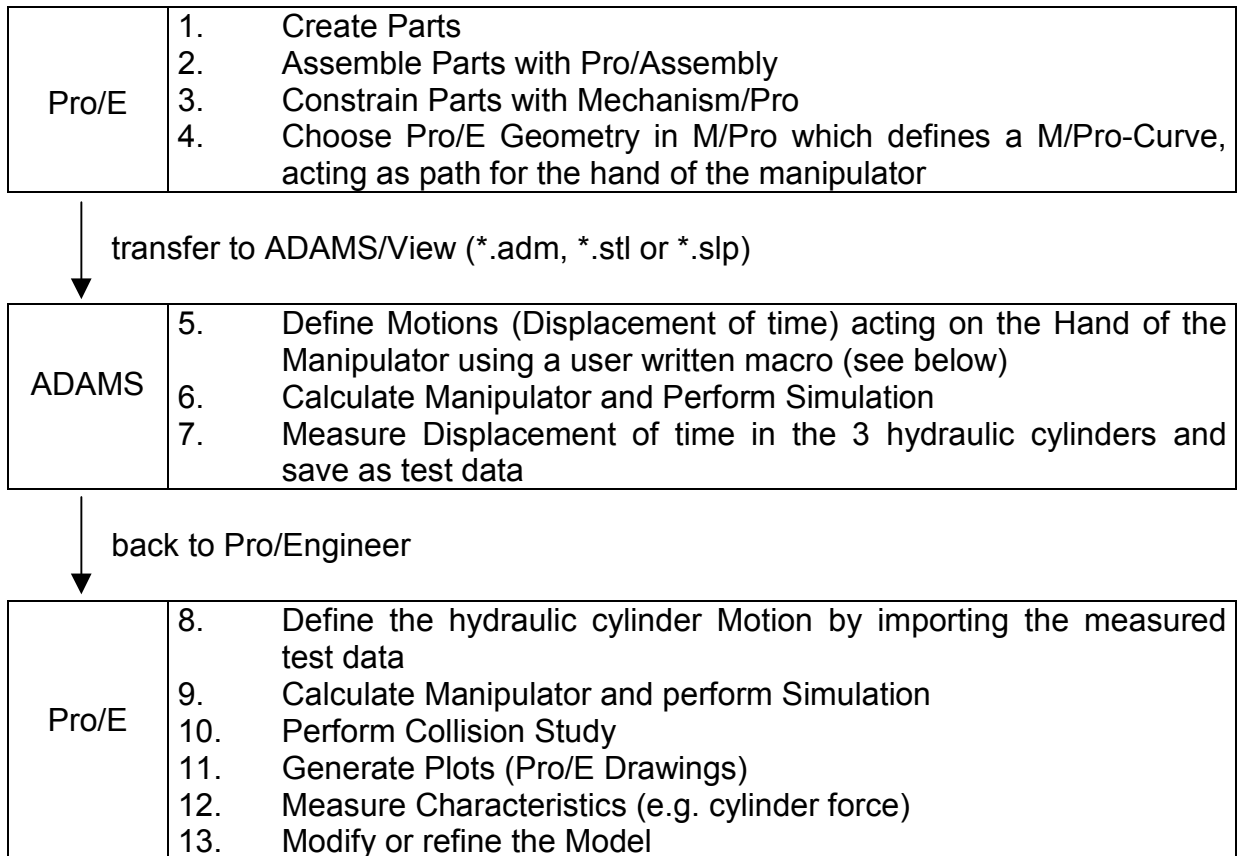 1. Create Parts
2. Assemble Parts with Pro/Assembly
Pro/E
3. Constrain Parts with Mechanism/Pro
4. Choose Pro/E Geometry in M/Pro which defines a M/Pro-Curve,
acting as path for the hand of the manipulator
transfer to ADAMS/View (*.adm, *.stl or *.slp)
5. Define Motions (Displacement of time) acting on the Hand of the
Manipulator using a user written macro (see below)
ADAMS
6. Calculate Manipulator and Perform Simulation
7. Measure Displacement of time in the 3 hydraulic cylinders and
save as test data
back to Pro/Engineer
8. Define the hydraulic cylinder Motion by importing the measured
test data
9. Calculate Manipulator and perform Simulation
Pro/E
10. Perform Collision Study
11. Generate Plots (Pro/E Drawings)
12. Measure Characteristics (e.g. cylinder force)
13. Modify or refine the Model